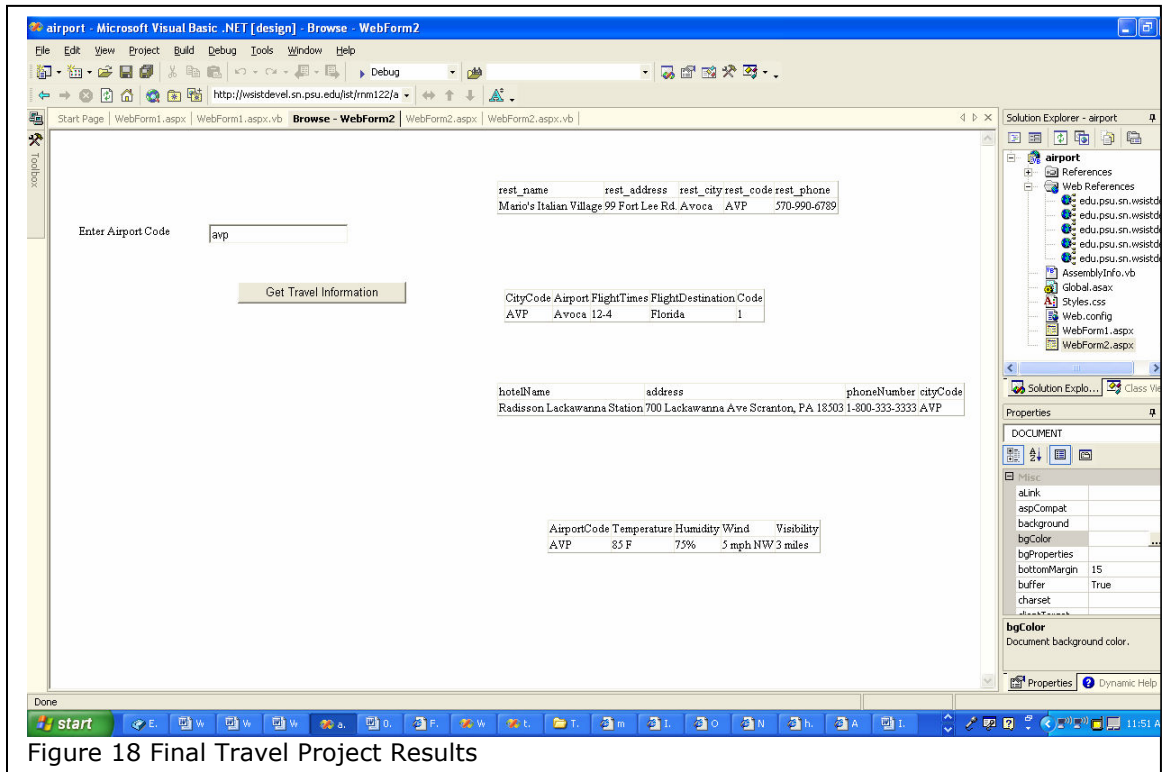 airport - Microsoft Visual Basic .NET [design] - Browse - WebForm2
File Edit View Project Build Debug Tools Window Help
Debug
http://wsistdevel.sn.psu.edu/ist/rnm122/a
Start Page WebForm1.aspx WebForm1.aspx.vb Browse - WebForm2 WebForm2.aspx WebForm2.aspx.vb
Toolbox
Enter Airport Code avp
Get Travel Information
rest_name rest_address rest_city rest_code rest_phone
Mario's Italian Village 99 Fort Lee Rd. Avoca AVP 570-990-6789
CityCode Airport FlightTimes FlightDestination Code
AVP Avoca 12-4 Florida 1
hotelName address phoneNumber cityCode
Radisson Lackawanna Station 700 Lackawanna Ave Scranton, PA 18503 1-800-333-3333 AVP
AirportCode Temperature Humidity Wind Visibility
AVP 85 F 75% 5 mph NW 3 miles
Solution Explorer - airport
airport
References
Web References
edu.psu.sn.wsistd
edu.psu.sn.wsistd
edu.psu.sn.wsistd
edu.psu.sn.wsistd
edu.psu.sn.wsistd
AssemblyInfo.vb
Global.asax
Styles.css
Web.config
WebForm1.aspx
WebForm2.aspx
Solution Explo... Class Vie
Properties
DOCUMENT
Misc
aLink
aspCompat
background
bgColor ...
bgProperties
bottomMargin 15
buffer True
charset
bgColor
Document background color.
Properties Dynamic Help
Done
start E. W W W a. 0. F. W t. T. m I. O N h. A I. 11:51 A
Figure 18 Final Travel Project Results